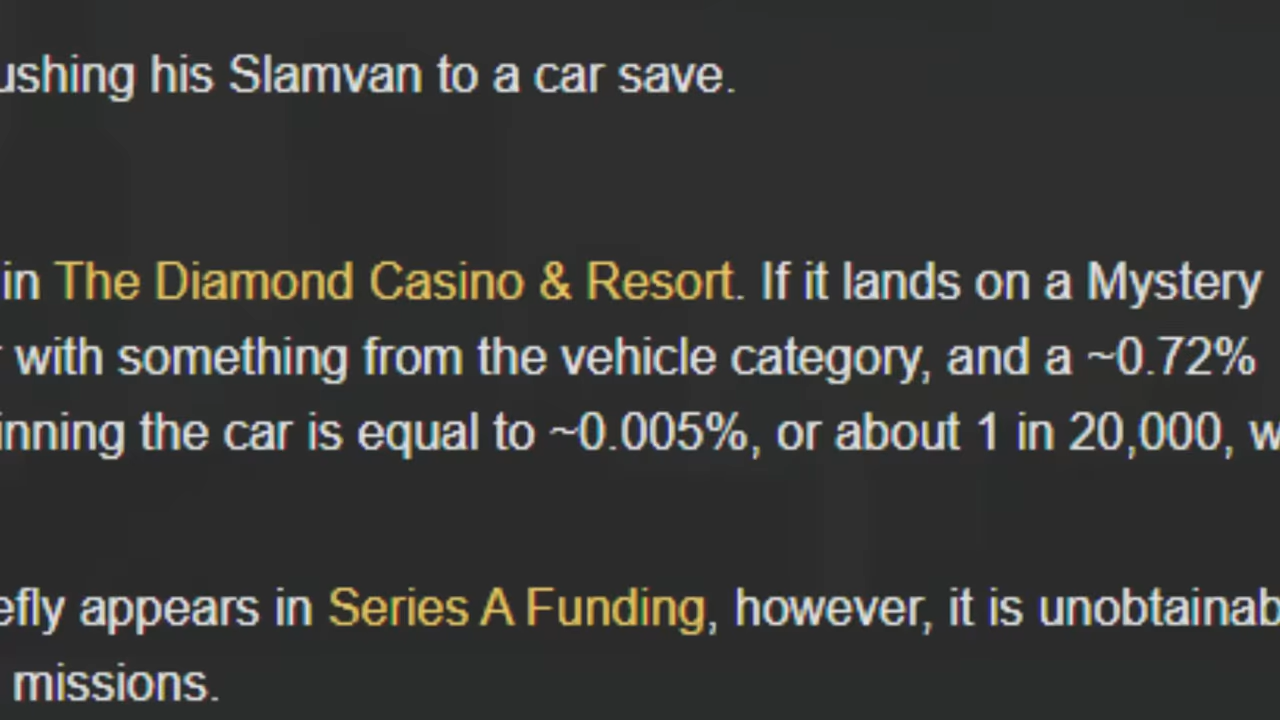 ushing his Slamvan to a car save.
in The Diamond Casino & Resort. If it lands on a Mystery
with something from the vehicle category, and a ~0.72%
inning the car is equal to ~0.005%, or about 1 in 20,000, w
efly appears in Series A Funding, however, it is unobtainab
missions.